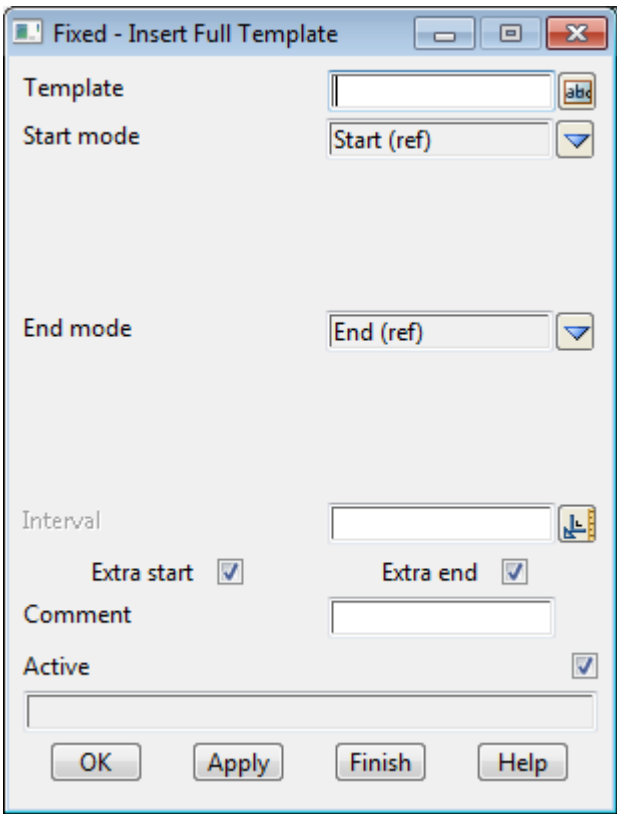 Fixed - Insert Full Template
Template abc
Start mode Start (ref)
End mode End (ref)
Interval
Extra start Extra end
Comment
Active
OK Apply Finish Help